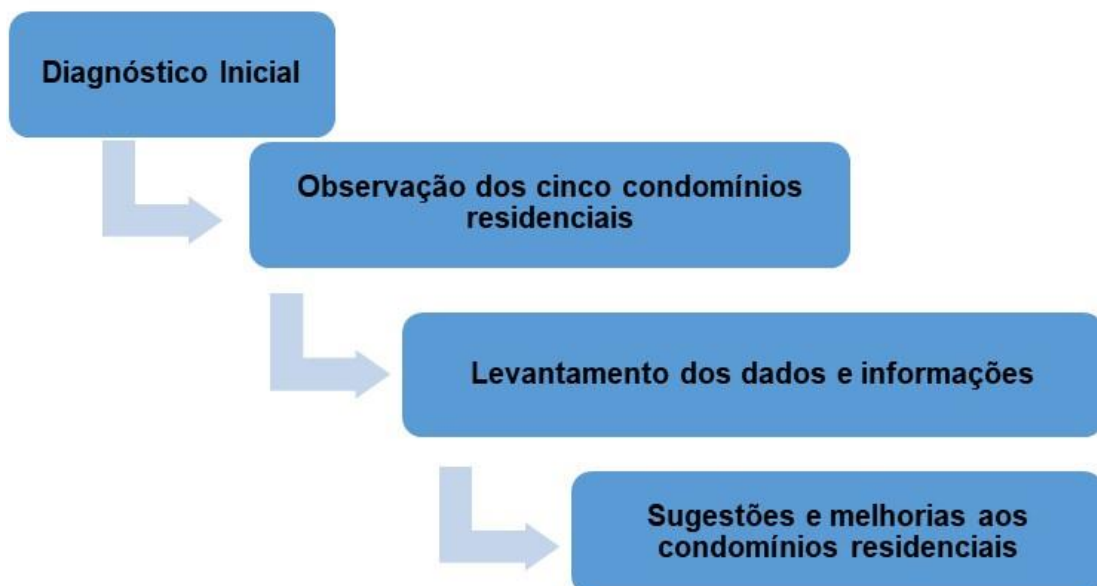 Diagnóstico Inicial
Observação dos cinco condomínios
residenciais
Levantamento dos dados e informações
Sugestões e melhorias aos
condomínios residenciais